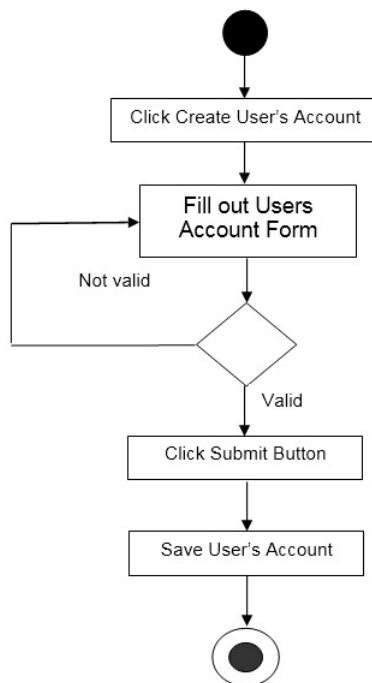 Click Create User's Account
Fill out Users
Account Form
Not valid
Valid
Click Submit Button
Save User's Account